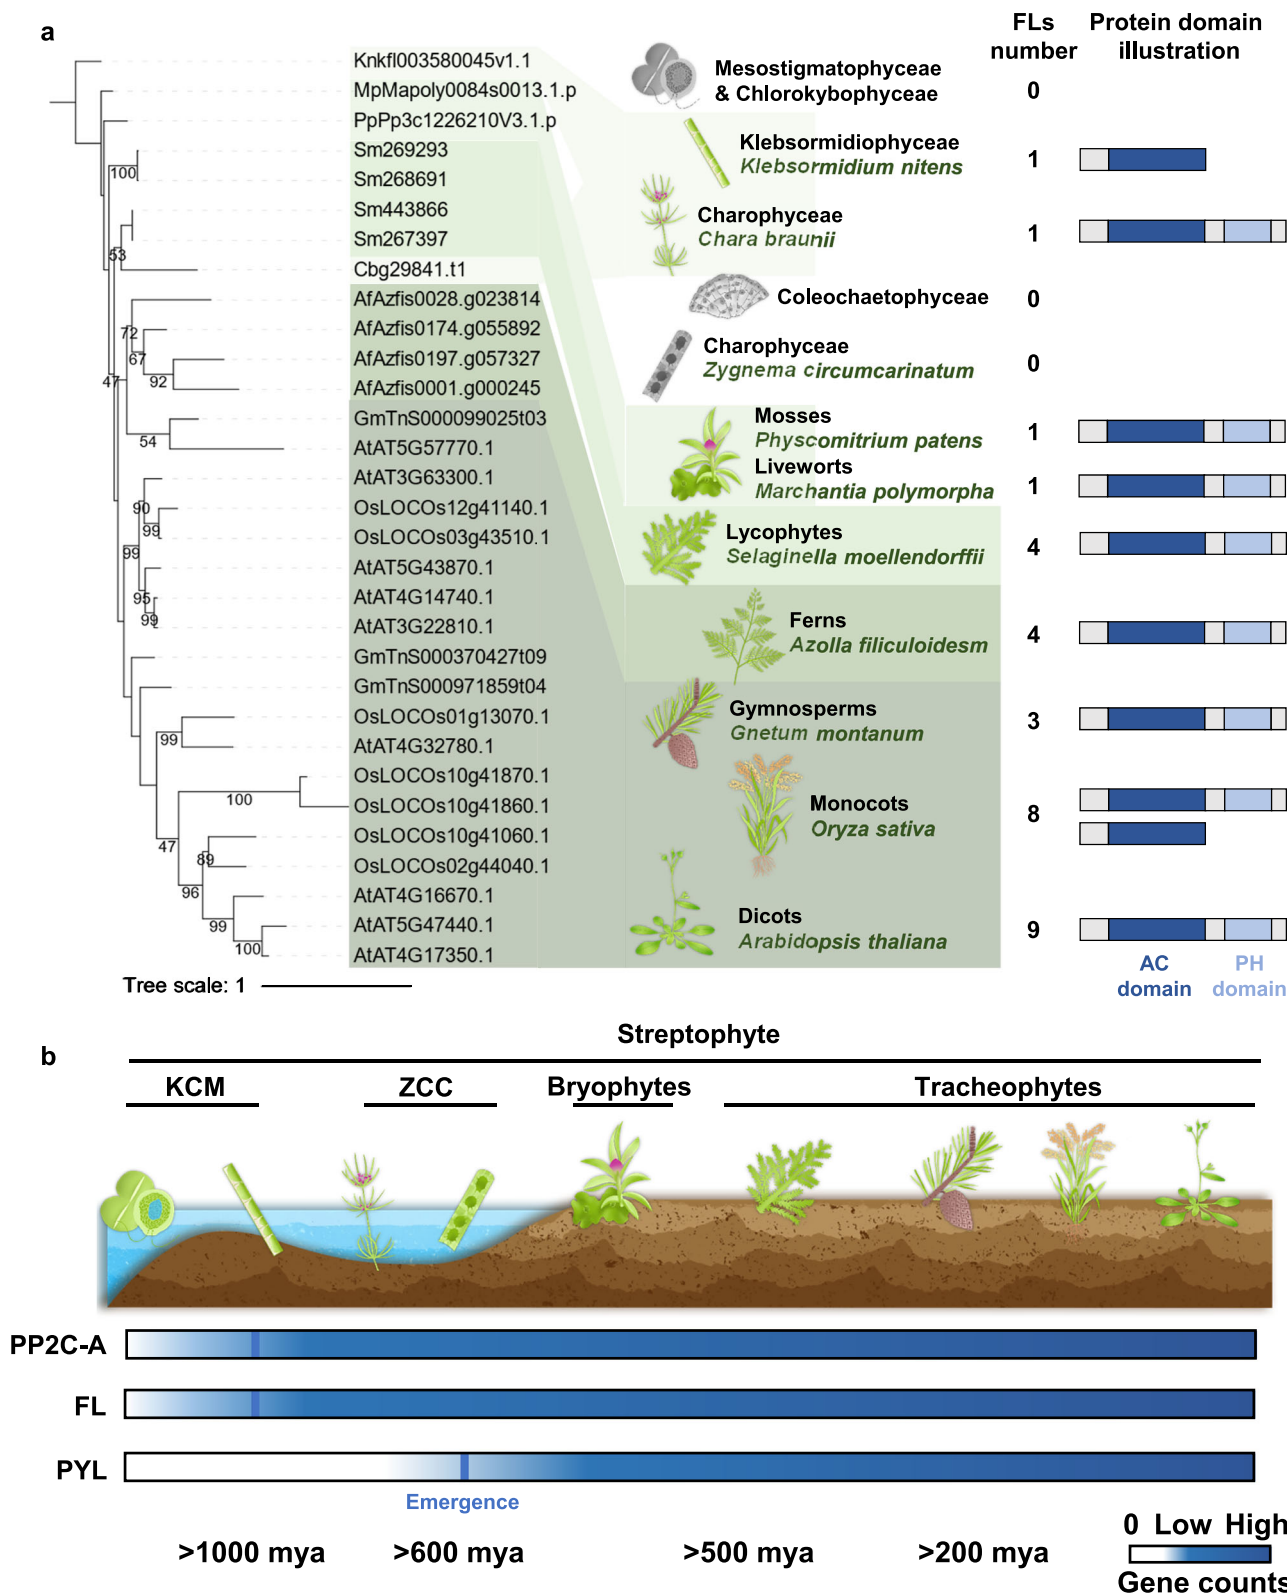 a
FLs
number
Protein domain
illustration
Knkfl003580045v1.1
MpMapoly0084s0013.1.p
PpPp3c1226210V3.1.p
Sm269293
Sm268691
Sm443866
Sm267397
Cbg29841.t1
AfAzfis0028.g023814
AfAzfis0174.g055892
AfAzfis0197.g057327
AfAzfis0001.g000245
GmTnS000099025t03
AtAT5G57770.1
AtAT3G63300.1
OsLOCOs12g41140.1
OsLOCOs03g43510.1
AtAT5G43870.1
AtAT4G14740.1
AtAT3G22810.1
GmTnS000370427t09
GmTnS000971859t04
OsLOCOs01g13070.1
AtAT4G32780.1
OsLOCOs10g41870.1
OsLOCOs10g41860.1
OsLOCOs10g41060.1
OsLOCOs02g44040.1
AtAT4G16670.1
AtAT5G47440.1
AtAT4G17350.1
100
53
72
67
92
47
54
90
99
99
95
99
99
100
47
89
96
99
100
Tree scale: 1
Mesostigmatophyceae
& Chlorokybophyceae
0
Klebsormidiophyceae
Klebsormidium nitens
1
Charophyceae
Chara braunii
1
Coleochaetophyceae
0
Charophyceae
Zygnema circumcarinatum
0
Mosses
Physcomitrium patens
1
Liveworts
Marchantia polymorpha
1
Lycophytes
Selaginella moellendorffii
4
Ferns
Azolla filiculoidesm
4
Gymnosperms
Gnetum montanum
3
Monocots
Oryza sativa
8
Dicots
Arabidopsis thaliana
9
AC
domain
PH
domain
b
Streptophyte
KCM
ZCC
Bryophytes
Tracheophytes
PP2C-A
FL
PYL
Emergence
>1000 mya
>600 mya
>500 mya
>200 mya
0 Low High
Gene counts